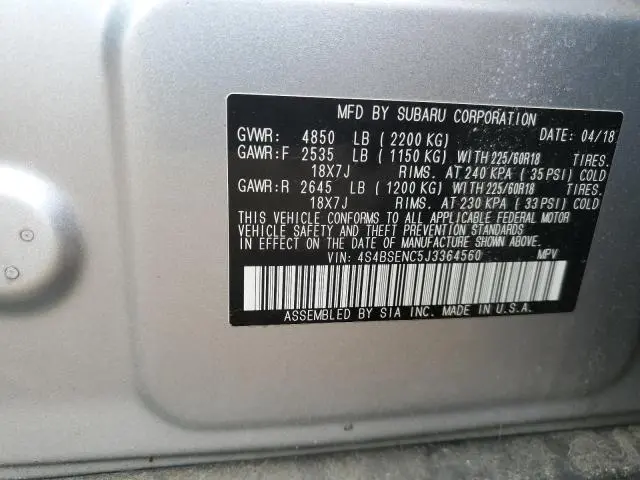 MFD BY SUBARU CORPORATION
GVWR: 4850 LB ( 2200 KG) DATE: 04/18
GAWR:F 2535 LB ( 1150 KG) WITH 225/60R18 TIRES.
18X7J RIMS. AT 240 KPA ( 35 PSI) COLD
GAWR:R 2645 LB ( 1200 KG) WITH 225/60R18 TIRES.
18X7J RIMS. AT 230 KPA ( 33 PSI) COLD
THIS VEHICLE CONFORMS TO ALL APPLICABLE FEDERAL MOTOR
VEHICLE SAFETY AND THEFT PREVENTION STANDARDS
IN EFFECT ON THE DATE OF MANUFACTURE SHOWN ABOVE.
VIN: 4S4BSENC5J3364560 MPV
ASSEMBLED BY SIA INC. MADE IN U.S.A.